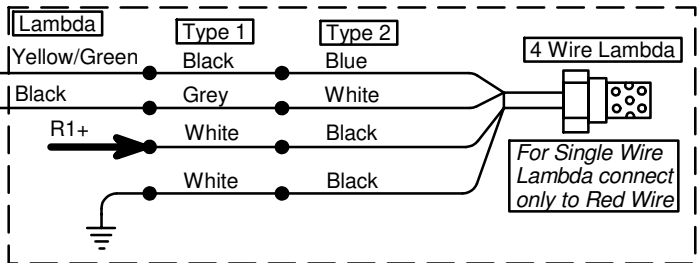 Lambda
Type 1
Type 2
4 Wire Lambda
Yellow/Green
Black
Blue
Black
Grey
White
R1+
White
Black
White
Black
For Single Wire
Lambda connect
only to Red Wire